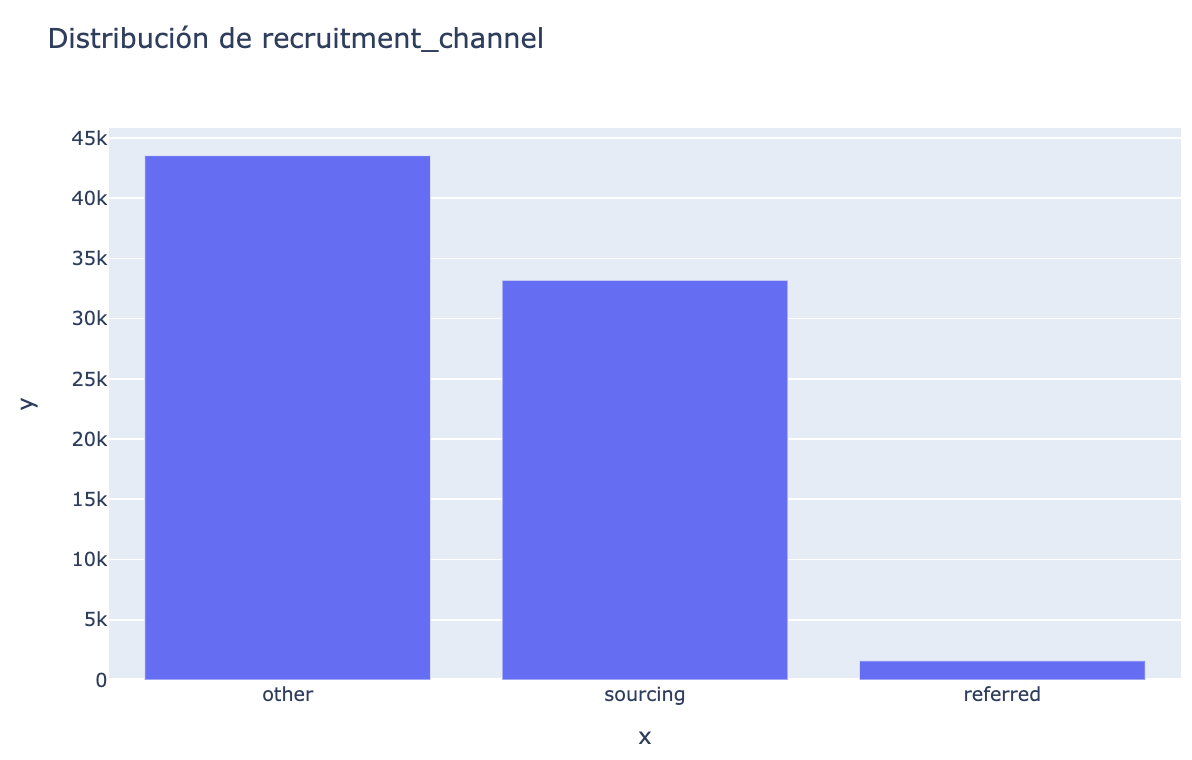 Distribución de recruitment_channel
45k
40k
35k
30k
25k
20k
15k
10k
5k
0
y
other sourcing referred
x